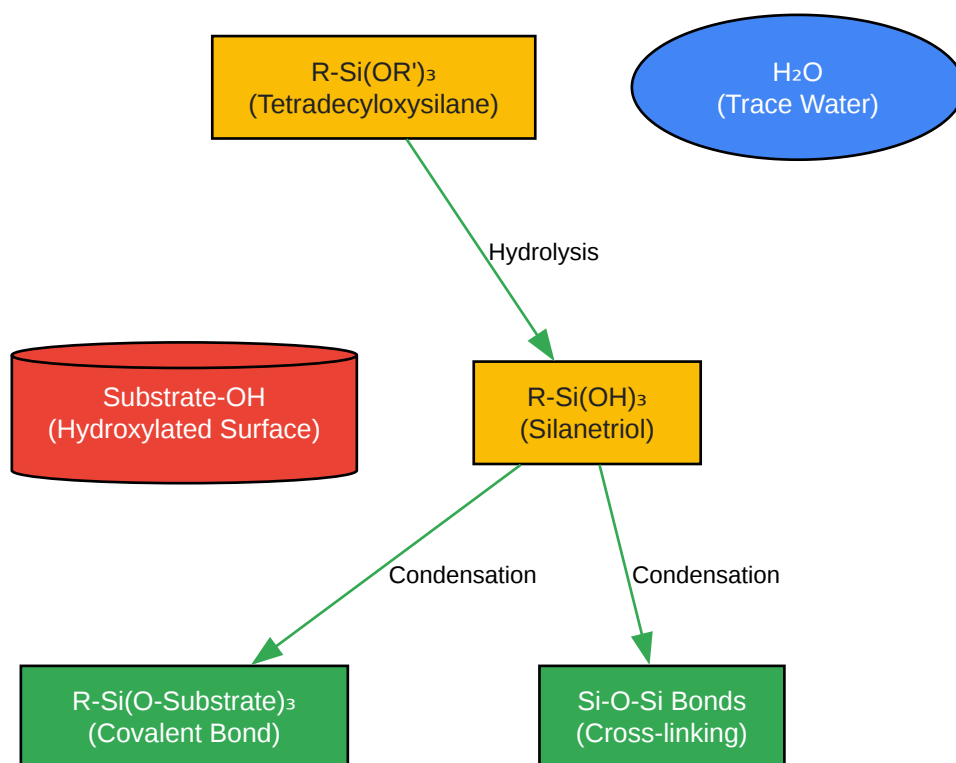 R-Si(OR')₃
(Tetradecyloxysilane)
H₂O
(Trace Water)
Hydrolysis
Substrate-OH
(Hydroxylated Surface)
R-Si(OH)₃
(Silanetriol)
Condensation
Condensation
R-Si(O-Substrate)₃
(Covalent Bond)
Si-O-Si Bonds
(Cross-linking)